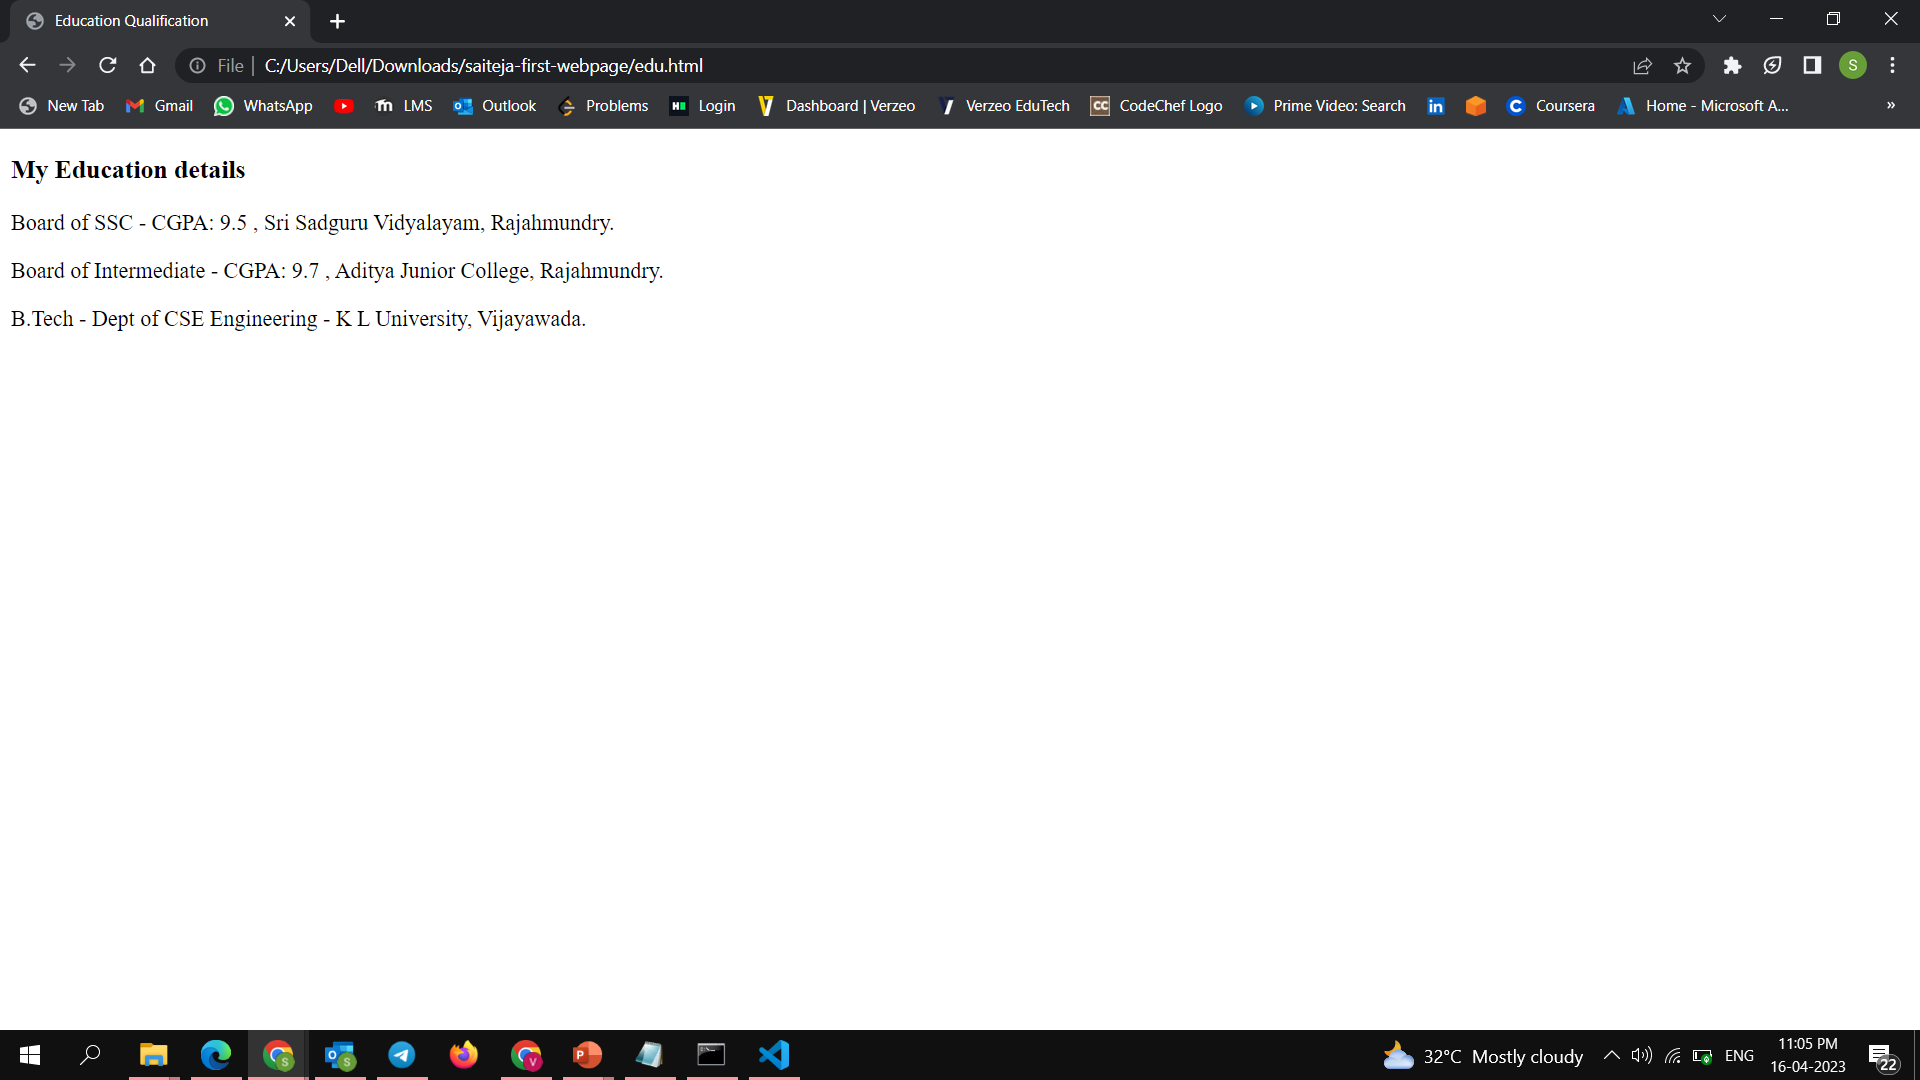 Education Qualification
File | C:/Users/Dell/Downloads/saiteja-first-webpage/edu.html
S
New Tab Gmail WhatsApp LMS Outlook Problems Login Dashboard | Verzeo Verzeo EduTech CodeChef Logo Prime Video: Search Coursera Home - Microsoft A... »
My Education details
Board of SSC - CGPA: 9.5 , Sri Sadguru Vidyalayam, Rajahmundry.
Board of Intermediate - CGPA: 9.7 , Aditya Junior College, Rajahmundry.
B.Tech - Dept of CSE Engineering - K L University, Vijayawada.
32°C Mostly cloudy ENG
11:05 PM
16-04-2023
22